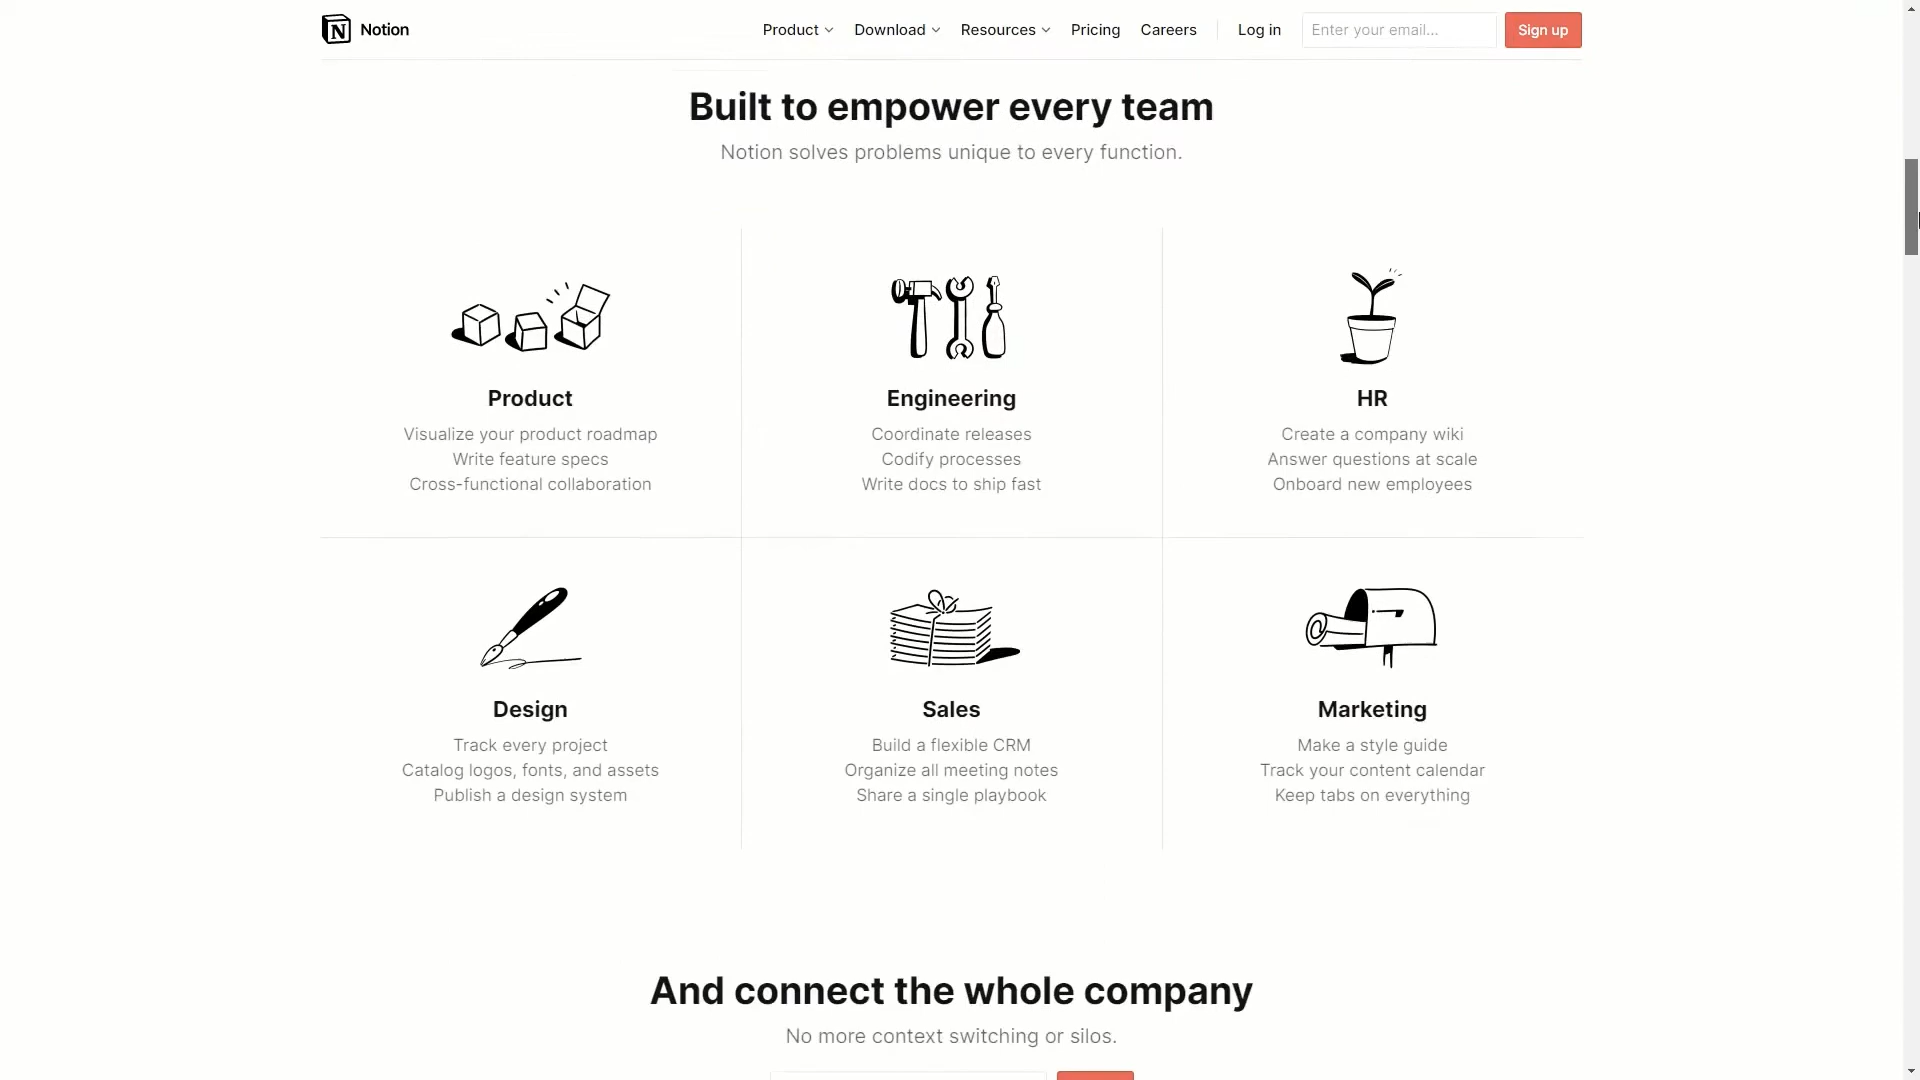 Notion
Product
Download
Resources
Pricing
Careers
Log in
Enter your email...
Sign up
Built to empower every team
Notion solves problems unique to every function.
Product
Visualize your product roadmap
Write feature specs
Cross-functional collaboration
Engineering
Coordinate releases
Codify processes
Write docs to ship fast
HR
Create a company wiki
Answer questions at scale
Onboard new employees
Design
Track every project
Catalog logos, fonts, and assets
Publish a design system
Sales
Build a flexible CRM
Organize all meeting notes
Share a single playbook
Marketing
Make a style guide
Track your content calendar
Keep tabs on everything
And connect the whole company
No more context switching or silos.